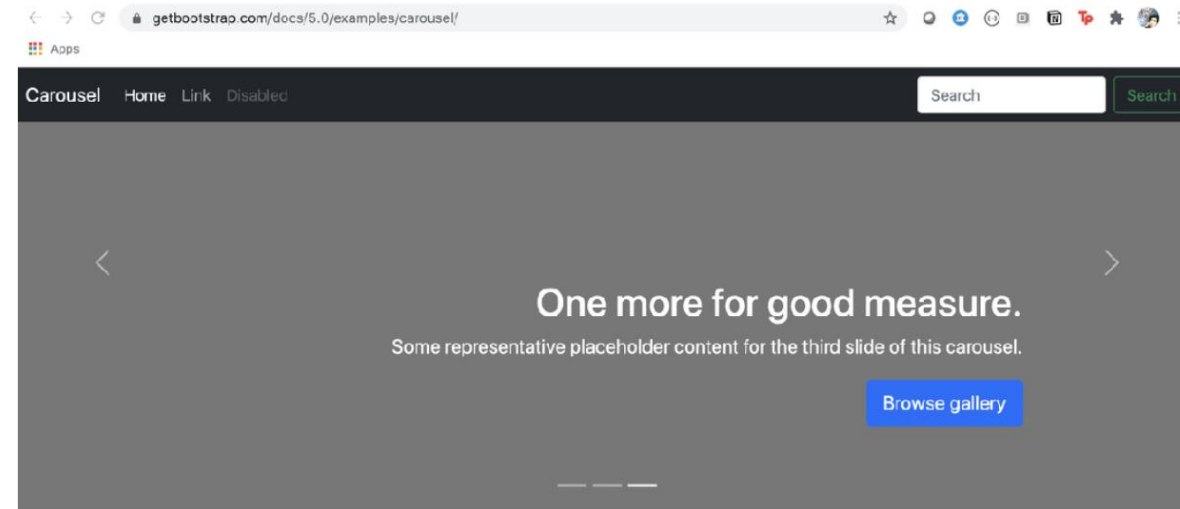 getbootstrap.com/docs/5.0/examples/carousel/
Apps
Carousel Home Link Disabled Search Search
One more for good measure.
Some representative placeholder content for the third slide of this carousel.
Browse gallery